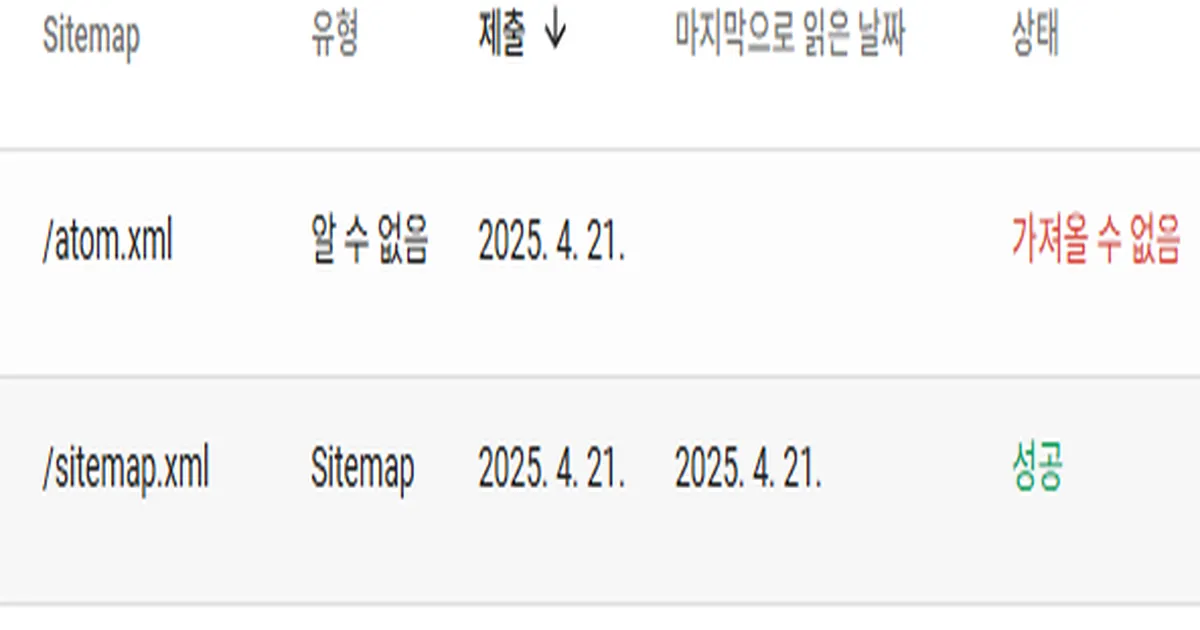 Sitemap 유형 제출 ↓ 마지막으로 읽은 날짜 상태
/atom.xml 알 수 없음 2025. 4. 21. 가져올 수 없음
/sitemap.xml Sitemap 2025. 4. 21. 2025. 4. 21. 성공